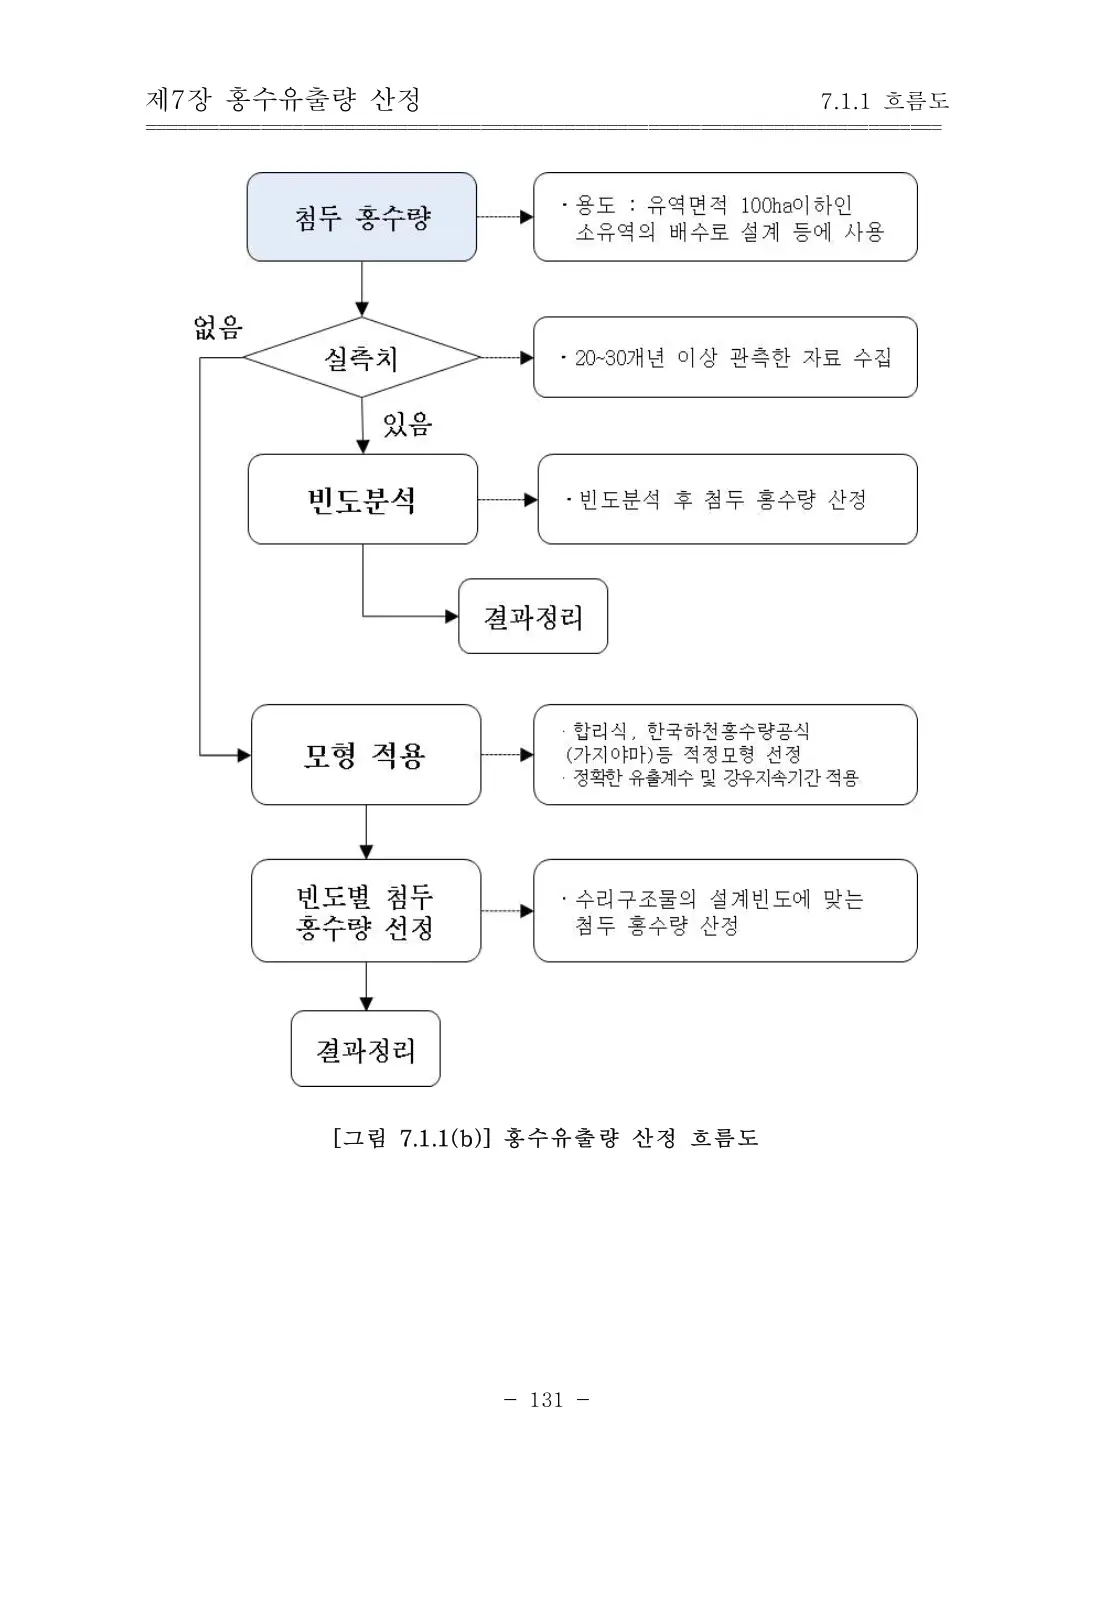 제7장 홍수유출량 산정
7.1.1 흐름도
첨두 홍수량
· 용도 : 유역면적 100ha이하인
소유역의 배수로 설계 등에 사용
없음
실측치
· 20~30개년 이상 관측한 자료 수집
있음
빈도분석
· 빈도분석 후 첨두 홍수량 산정
결과정리
모형 적용
· 합리식, 한국하천홍수량공식
(가지야마)등 적정모형 선정
· 정확한 유출계수 및 강우지속기간 적용
빈도별 첨두
홍수량 선정
· 수리구조물의 설계빈도에 맞는
첨두 홍수량 산정
결과정리
[그림 7.1.1(b)] 홍수유출량 산정 흐름도
- 131 -